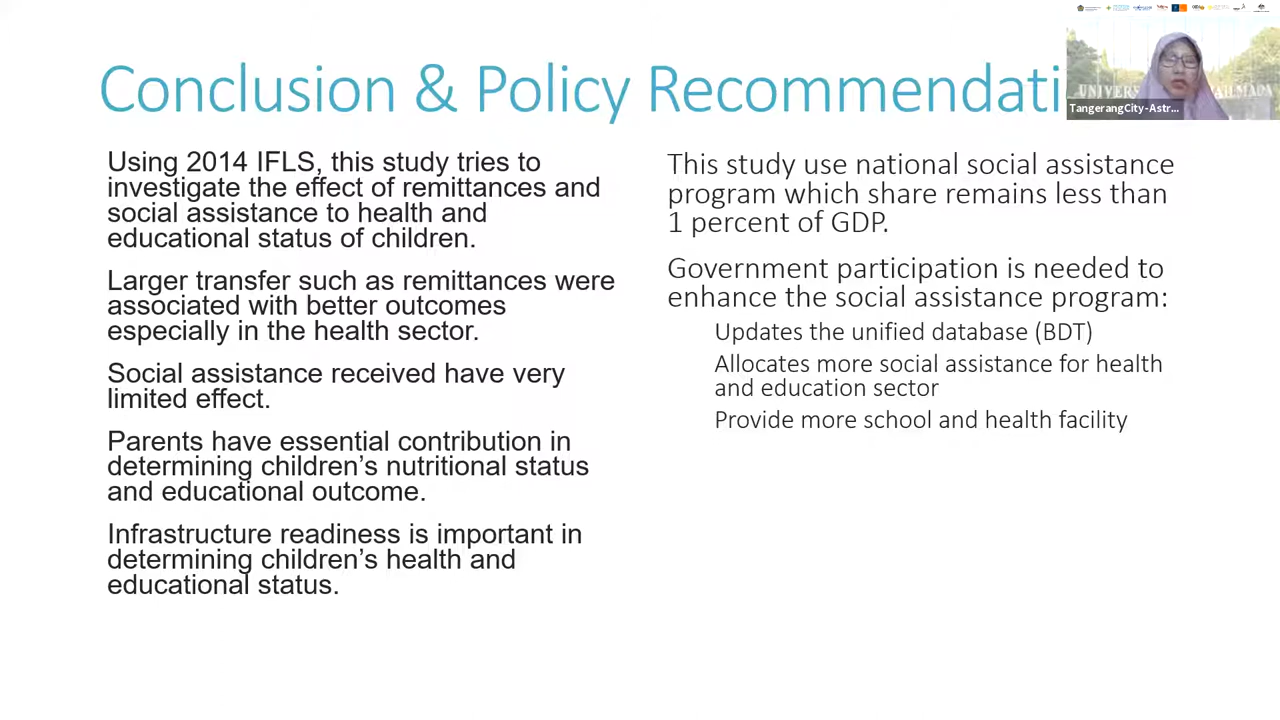 Conclusion & Policy Recommendati
Using 2014 IFLS, this study tries to
investigate the effect of remittances and
social assistance to health and
educational status of children.
Larger transfer such as remittances were
associated with better outcomes
especially in the health sector.
Social assistance received have very
limited effect.
Parents have essential contribution in
determining children’s nutritional status
and educational outcome.
Infrastructure readiness is important in
determining children’s health and
educational status.
This study use national social assistance
program which share remains less than
1 percent of GDP.
Government participation is needed to
enhance the social assistance program:
Updates the unified database (BDT)
Allocates more social assistance for health
and education sector
Provide more school and health facility
TangerangCity-Astr...